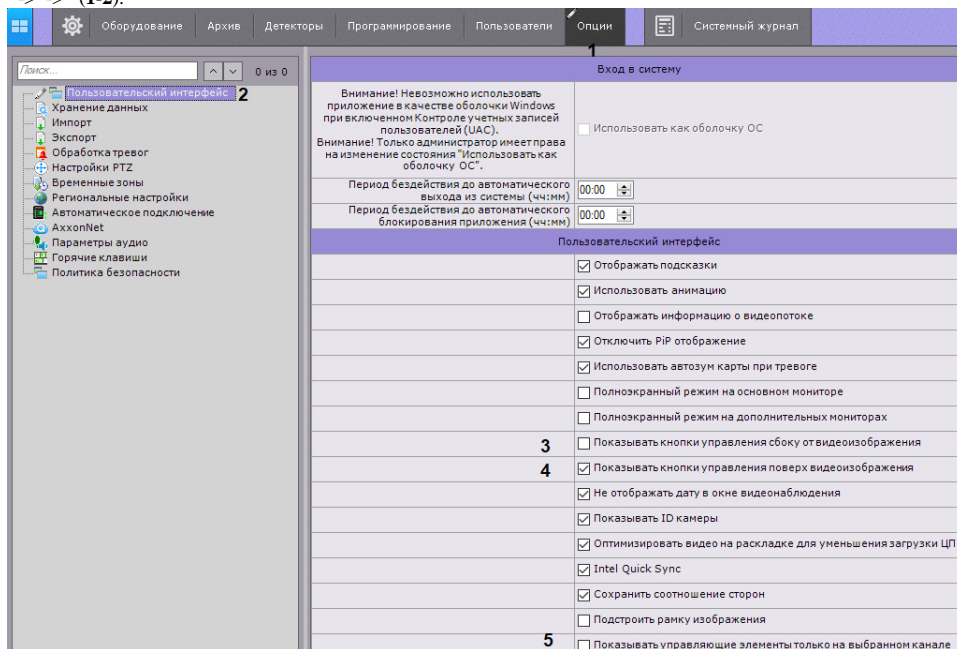 -> -> (1-2).
Оборудование Архив Детекторы Программирование Пользователи Опции Системный журнал
1
Поиск... 0 из 0
Пользовательский интерфейс 2
Хранение данных
Импорт
Экспорт
Обработка тревог
Настройки PTZ
Временные зоны
Региональные настройки
Автоматическое подключение
AxxonNet
Параметры аудио
Горячие клавиши
Политика безопасности
Вход в систему
Внимание! Невозможно использовать
приложение в качестве оболочки Windows
при включенном Контроле учетных записей
пользователей (UAC).
Внимание! Только администратор имеет права
на изменение состояния "Использовать как
оболочку ОС".
Использовать как оболочку ОС
Период бездействия до автоматического
выхода из системы (чч:мм)
00:00
Период бездействия до автоматического
блокирования приложения (чч:мм)
00:00
Пользовательский интерфейс
Отображать подсказки
Использовать анимацию
Отображать информацию о видеопотоке
Отключить PiP отображение
Использовать автозум карты при тревоге
Полноэкранный режим на основном мониторе
Полноэкранный режим на дополнительных мониторах
3 Показывать кнопки управления сбоку от видеоизображения
4 Показывать кнопки управления поверх видеоизображения
Не отображать дату в окне видеонаблюдения
Показывать ID камеры
Оптимизировать видео на раскладке для уменьшения загрузки ЦП
Intel Quick Sync
Сохранить соотношение сторон
Подстроить рамку изображения
5 Показывать управляющие элементы только на выбранном канале